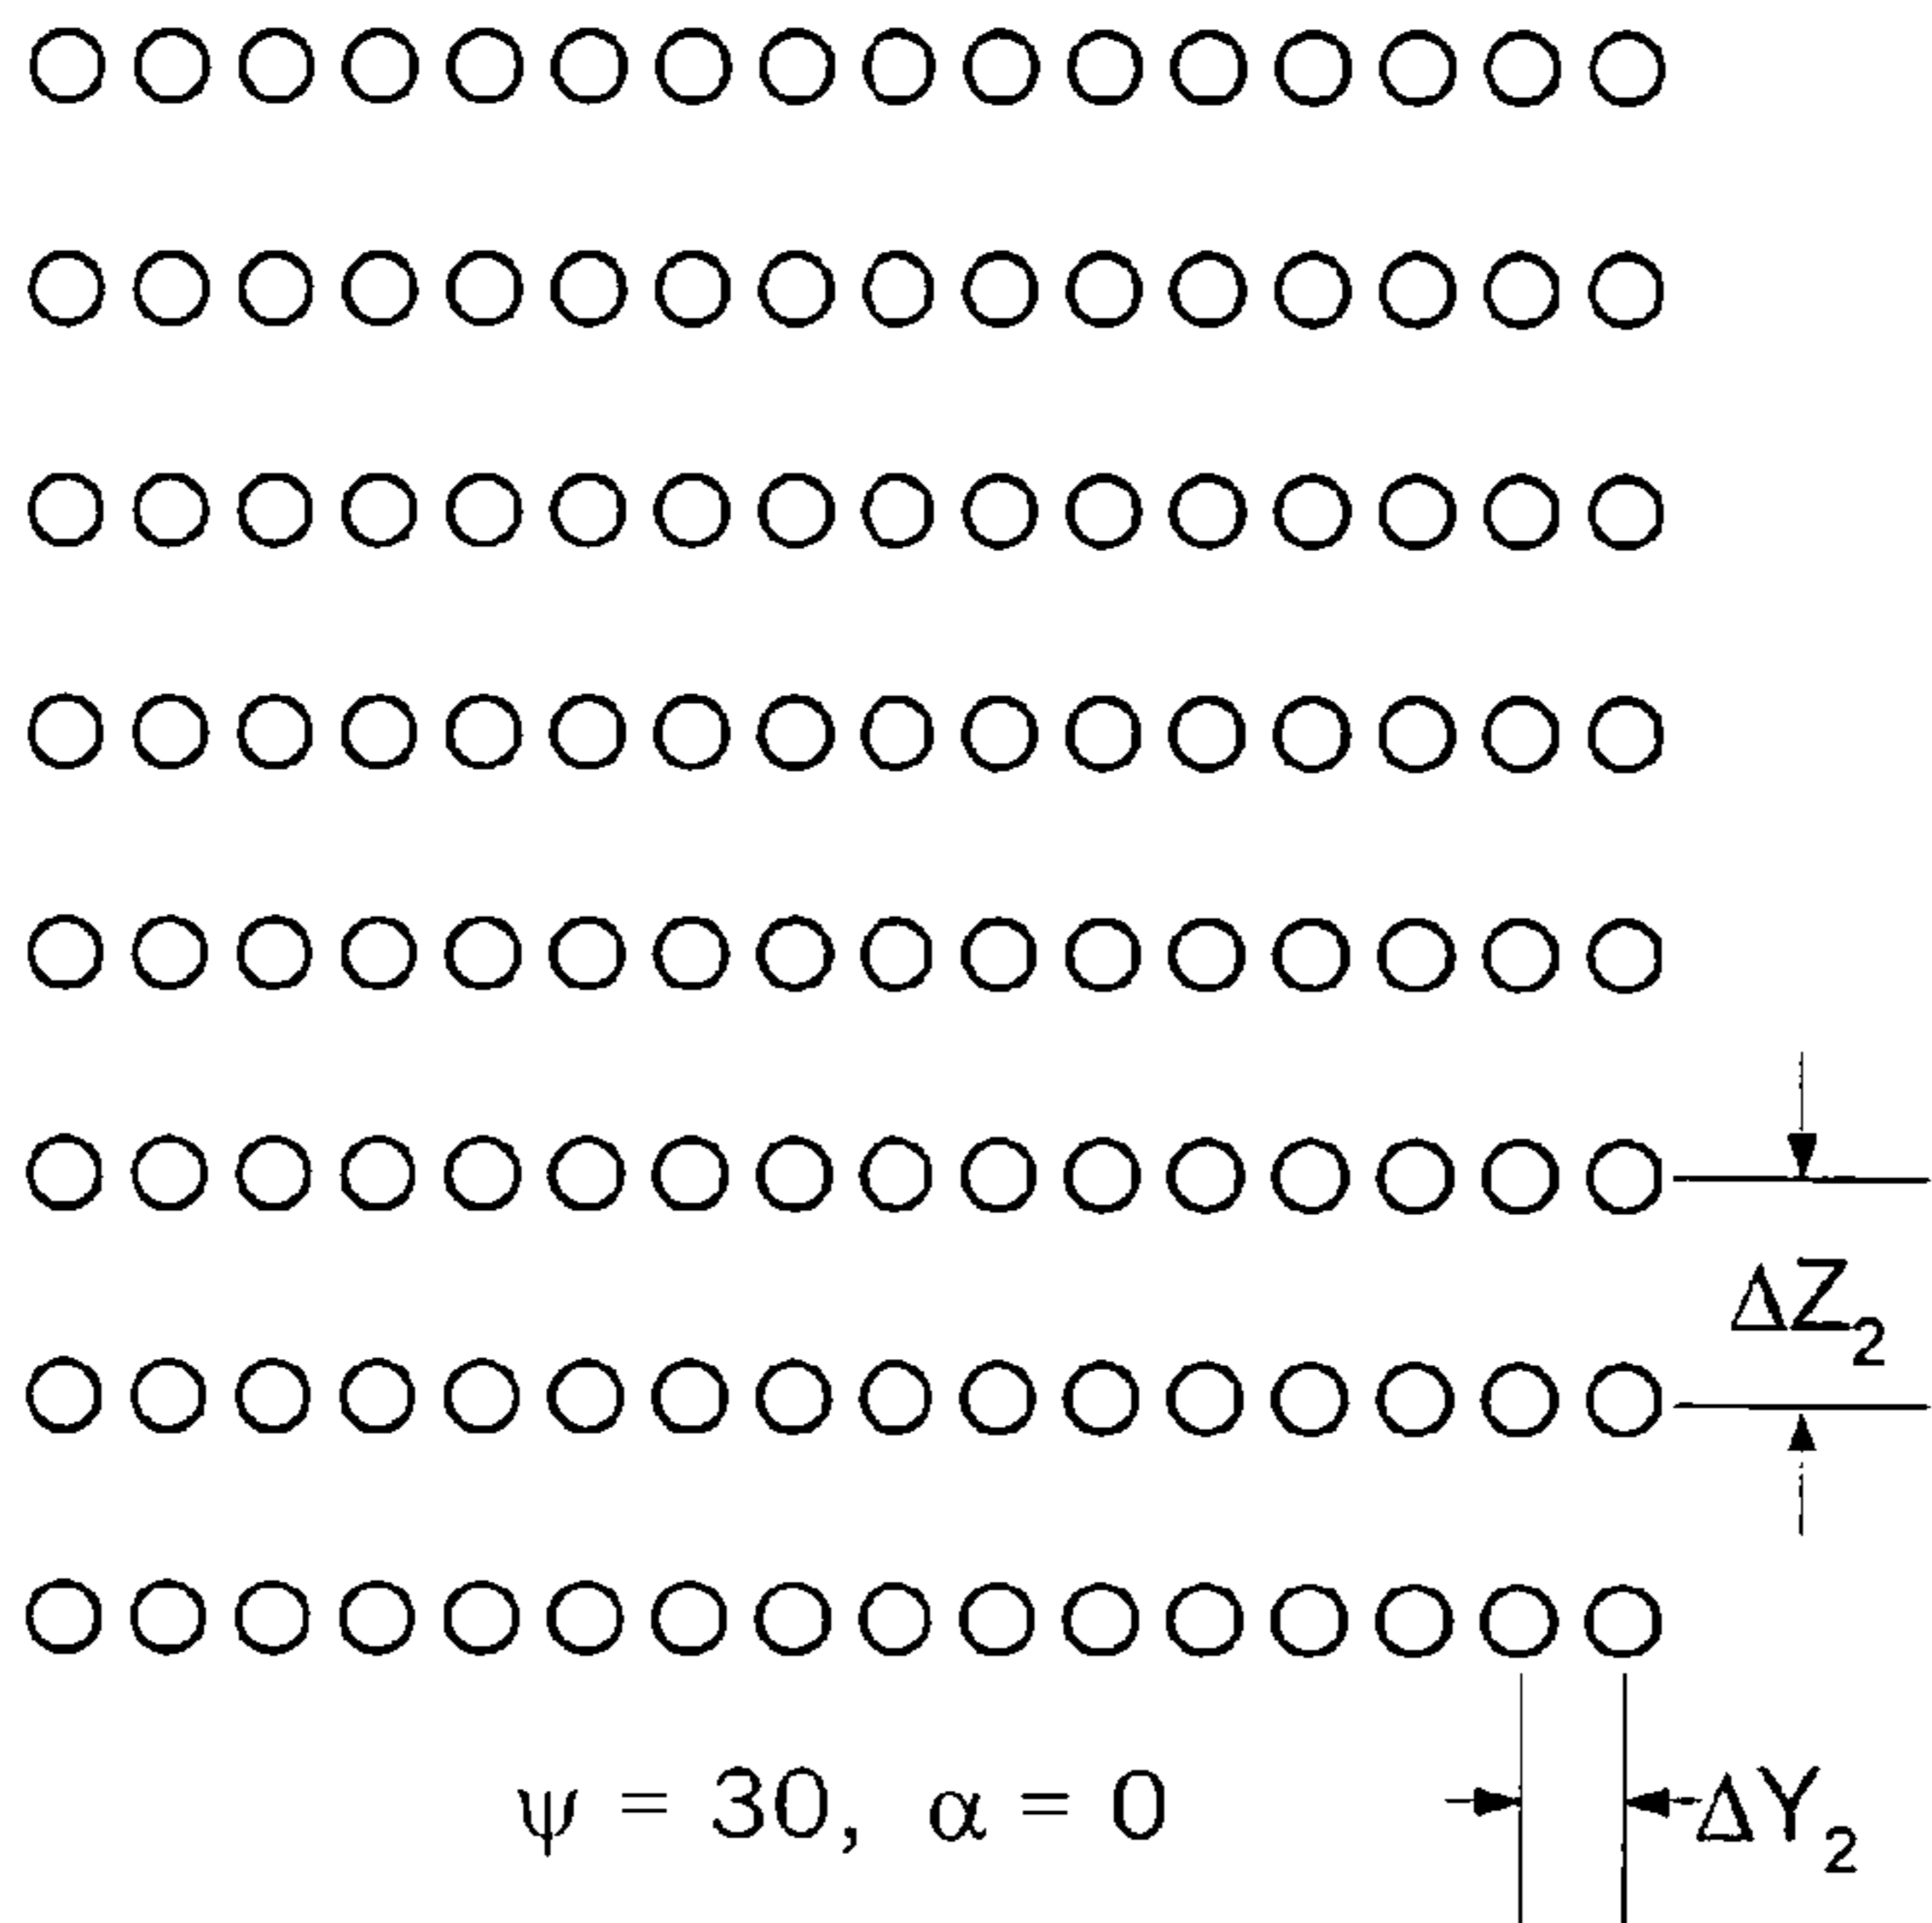 ΔZ₂
ψ = 30, α = 0
ΔY₂